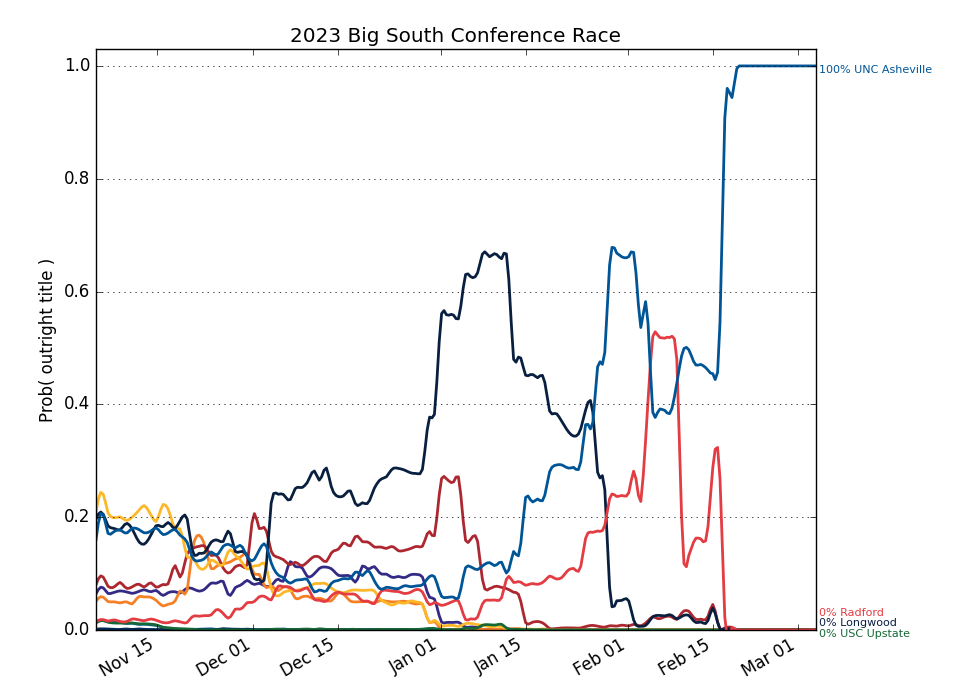 2023 Big South Conference Race
Prob( outright title )
1.0
0.8
0.6
0.4
0.2
0.0
100% UNC Asheville
0% Radford
0% Longwood
0% USC Upstate
Nov 15
Dec 01
Dec 15
Jan 01
Jan 15
Feb 01
Feb 15
Mar 01